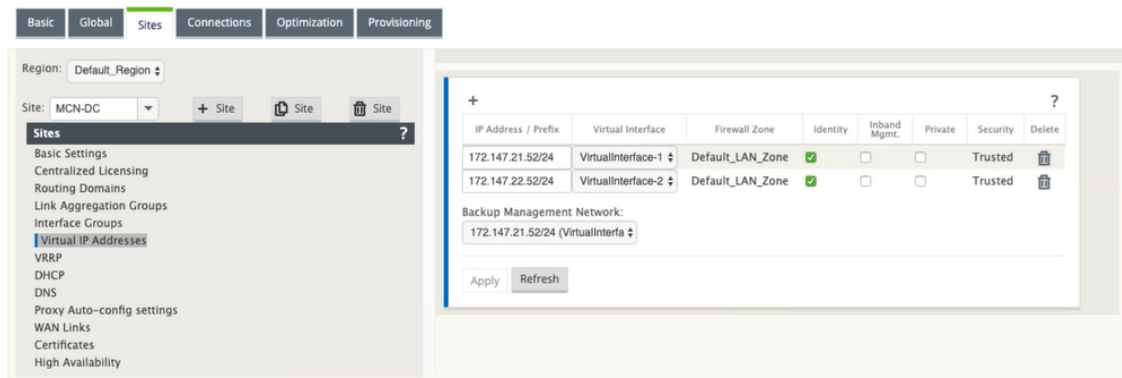 Basic Global Sites Connections Optimization Provisioning
Region: Default_Region
Site: MCN-DC + Site Site Site
Sites ?
Basic Settings
Centralized Licensing
Routing Domains
Link Aggregation Groups
Interface Groups
Virtual IP Addresses
VRRP
DHCP
DNS
Proxy Auto-config settings
WAN Links
Certificates
High Availability
+ ?
IP Address / Prefix Virtual Interface Firewall Zone Identity Inband Mgmt. Private Security Delete
172.147.21.52/24 VirtualInterface-1 Default_LAN_Zone Trusted
172.147.22.52/24 VirtualInterface-2 Default_LAN_Zone Trusted
Backup Management Network:
172.147.21.52/24 (VirtualInterfa
Apply Refresh